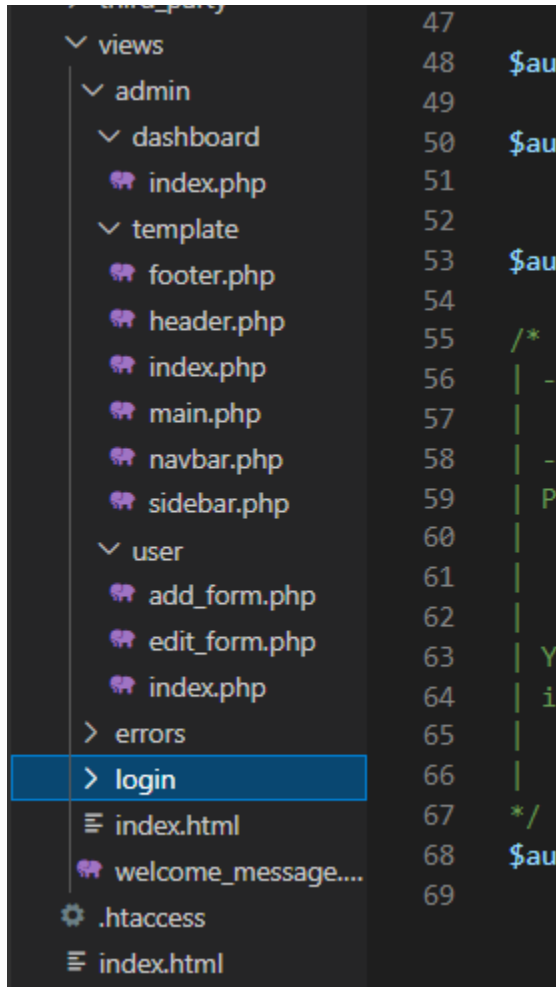 third_party
views
admin
dashboard
index.php
template
footer.php
header.php
index.php
main.php
navbar.php
sidebar.php
user
add_form.php
edit_form.php
index.php
errors
login
index.html
welcome_message....
.htaccess
index.html
47
48 $au
49
50 $au
51
52
53 $au
54
55 /*
56 | -
57 |
58 | -
59 | P
60 |
61 |
62 |
63 | Y
64 | i
65 |
66 |
67 */
68 $au
69